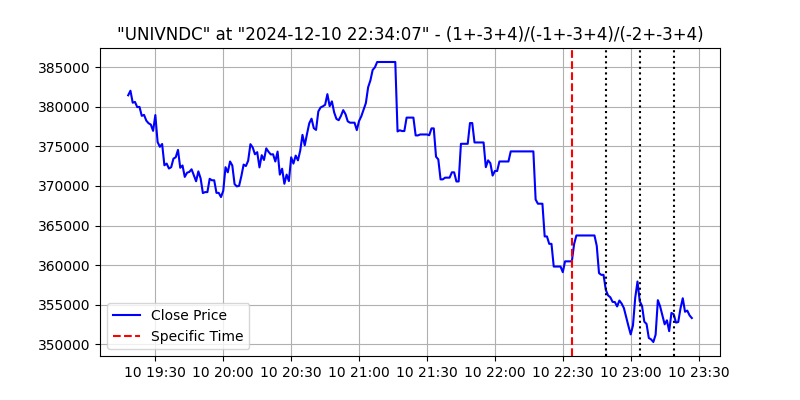 "UNIVNDC" at "2024-12-10 22:34:07" - (1+-3+4)/(-1+-3+4)/(-2+-3+4)
385000
380000
375000
370000
365000
360000
355000
350000
Close Price
Specific Time
10 19:30 10 20:00 10 20:30 10 21:00 10 21:30 10 22:00 10 22:30 10 23:00 10 23:30